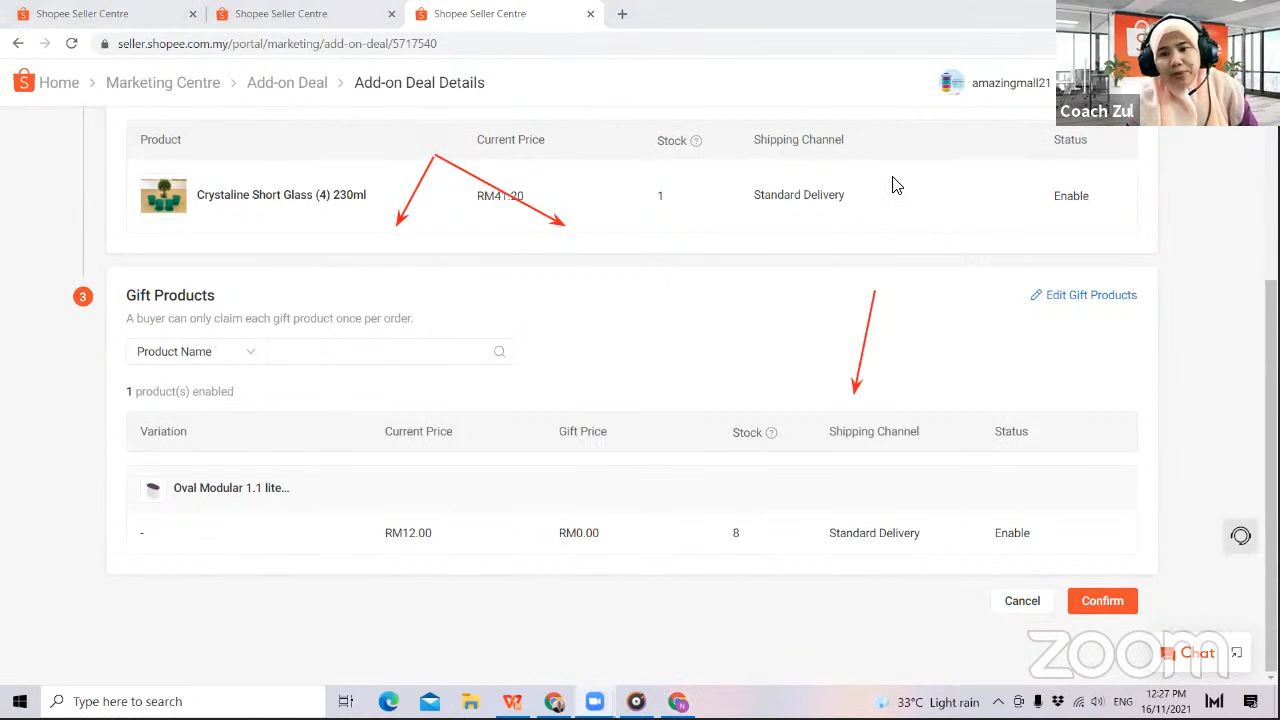 Shopee Seller Centre
Shopee Seller Centre
Shopee Seller Centre
seller.shopee.com.my/portal/marketing/add-on-deal/5717540
Home > Marketing Centre > Add-on Deal > Add-on Deal Details
amazingmall21
Coach Zul
Product Current Price Stock Shipping Channel Status
Crystaline Short Glass (4) 230ml RM41.20 1 Standard Delivery Enable
3 Gift Products Edit Gift Products
A buyer can only claim each gift product once per order.
Product Name
1 product(s) enabled
Variation Current Price Gift Price Stock Shipping Channel Status
Oval Modular 1.1 lite...
- RM12.00 RM0.00 8 Standard Delivery Enable
Cancel Confirm
zoom
Chat
Type here to search
33°C Light rain
ENG
12:27 PM
16/11/2021